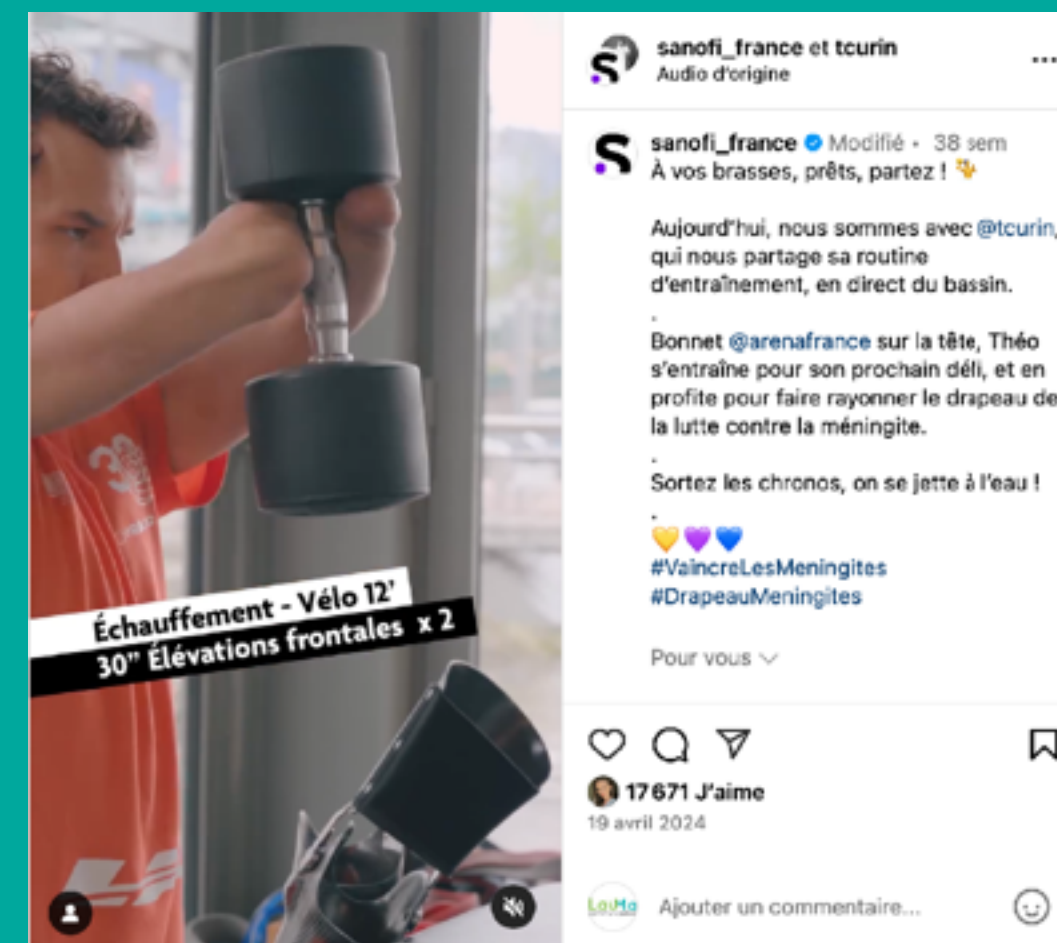 sanofi_france et tcurin
Audio d'origine
sanofi_france Modifié • 38 sem
À vos brasses, prêts, partez !
Aujourd'hui, nous sommes avec @tcurin,
qui nous partage sa routine
d'entraînement, en direct du bassin.
.
Bonnet @arenafrance sur la tête, Théo
s'entraîne pour son prochain déli, et en
profite pour faire rayonner le drapeau de
la lutte contre la méningite.
.
Sortez les chronos, on se jette à l'eau !
.
#VaincreLesMeningites
#DrapeauMeningites
Pour vous
17 671 J'aime
19 avril 2024
Ajouter un commentaire...
Échauffement - Vélo 12'
30" Élévations frontales x 2